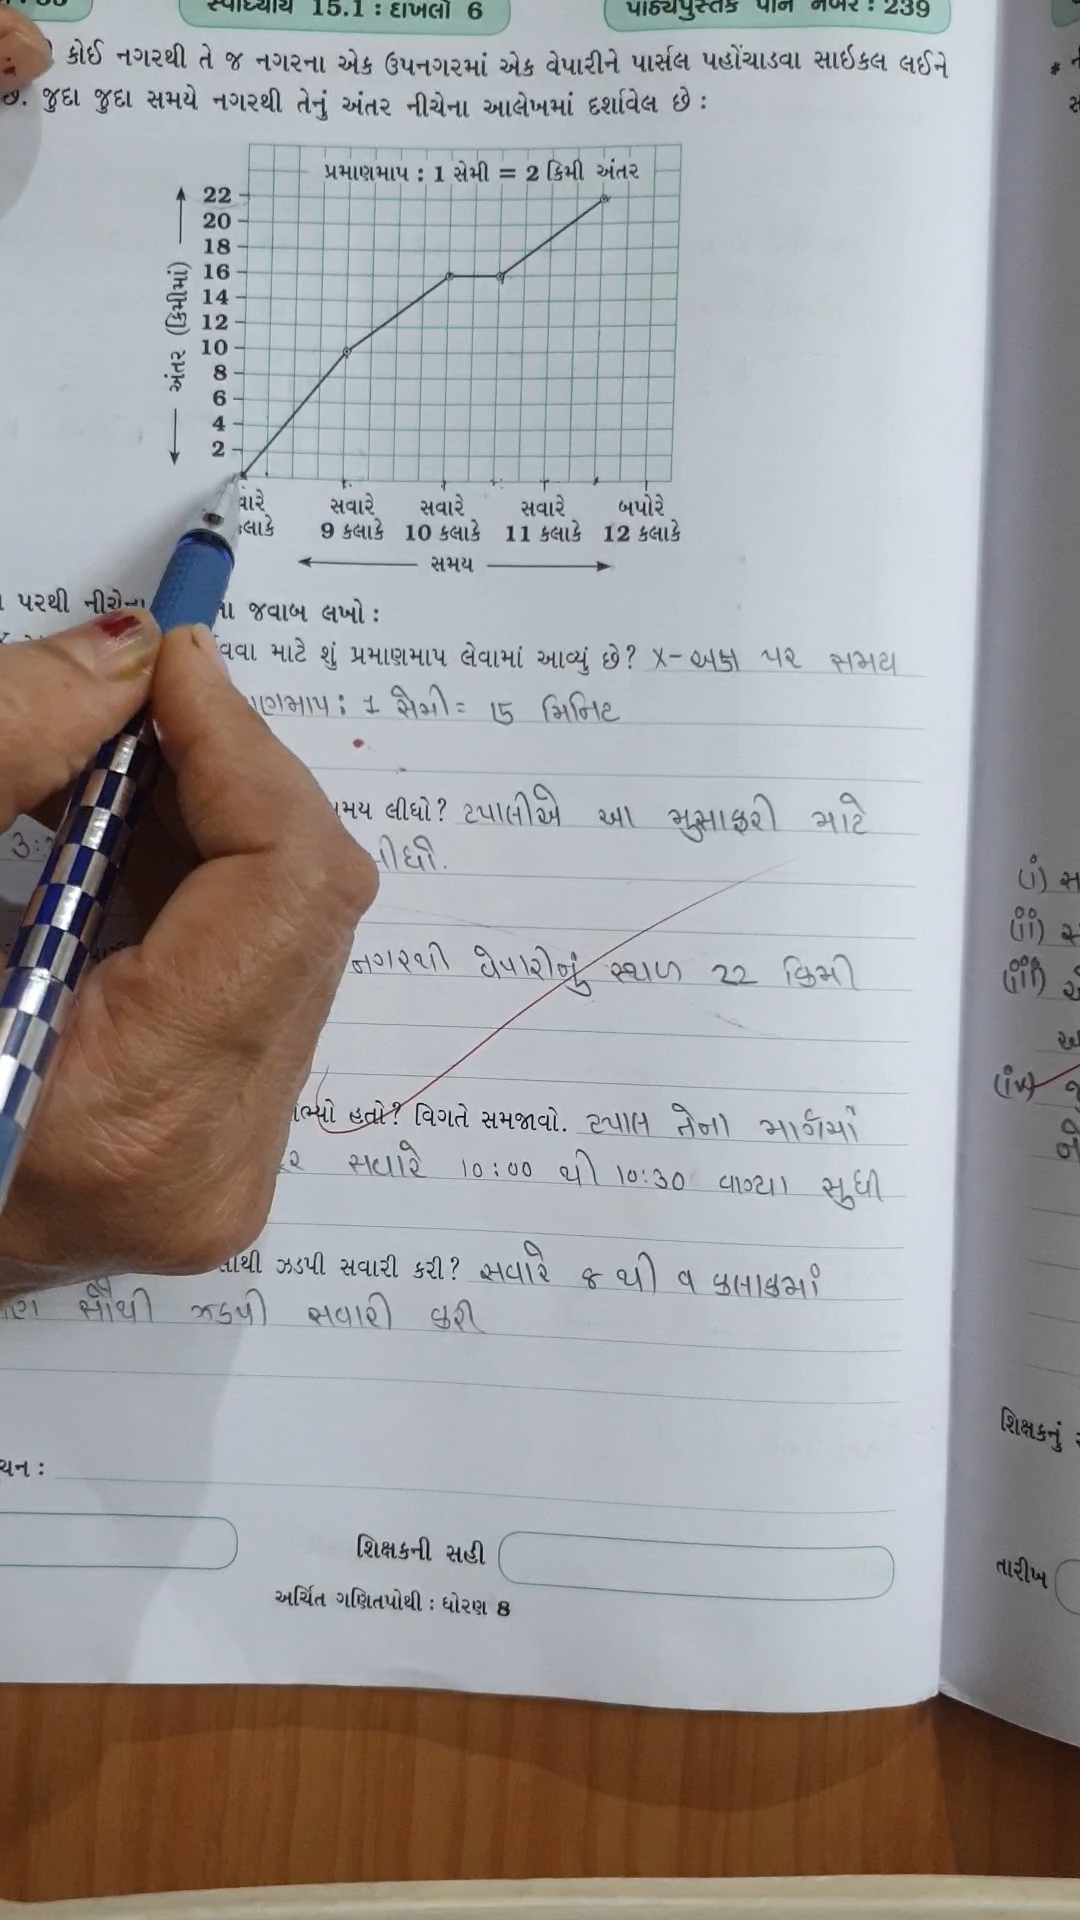 સ્વાધ્યાય 15.1 : દાખલો 6
પાઠ્યપુસ્તક પાન નંબર : 239
કોઈ નગરથી તે જ નગરના એક ઉપનગરમાં એક વેપારીને પાર્સલ પહોંચાડવા સાઇકલ લઈને
છે. જુદા જુદા સમયે નગરથી તેનું અંતર નીચેના આલેખમાં દર્શાવેલ છે :
પ્રમાણમાપ : 1 સેમી = 2 કિમી અંતર
22
20
18
16
14
12
10
8
6
4
2
અંતર (કિમીમાં)
સવારે સવારે સવારે બપોરે
9 કલાકે 10 કલાકે 11 કલાકે 12 કલાકે
સમય
પરથી નીચેના જવાબ લખો :
માટે શું પ્રમાણમાપ લેવામાં આવ્યું છે? X-અક્ષ પર સમય
1 સેમી = 15 મિનિટ
સમય લીધો? ટપાલીએ આ મુસાફરી માટે
લીધો.
નગરથી વેપારીનું સ્થળ 22 કિમી
હતો? વિગતે સમજાવો. ટપાલ તેના માર્ગમાં
સવારે 10:00 થી 10:30 વાગ્યા સુધી
ઝડપી સવારી કરી? સવારે 8 થી 9 કલાકમાં
સૌથી ઝડપી સવારી કરી
શિક્ષકની સહી
અર્ચિત ગણિતપોથી : ધોરણ 8
(i)
(ii)
(iii)
(iv)
શિક્ષકનું
તારીખ